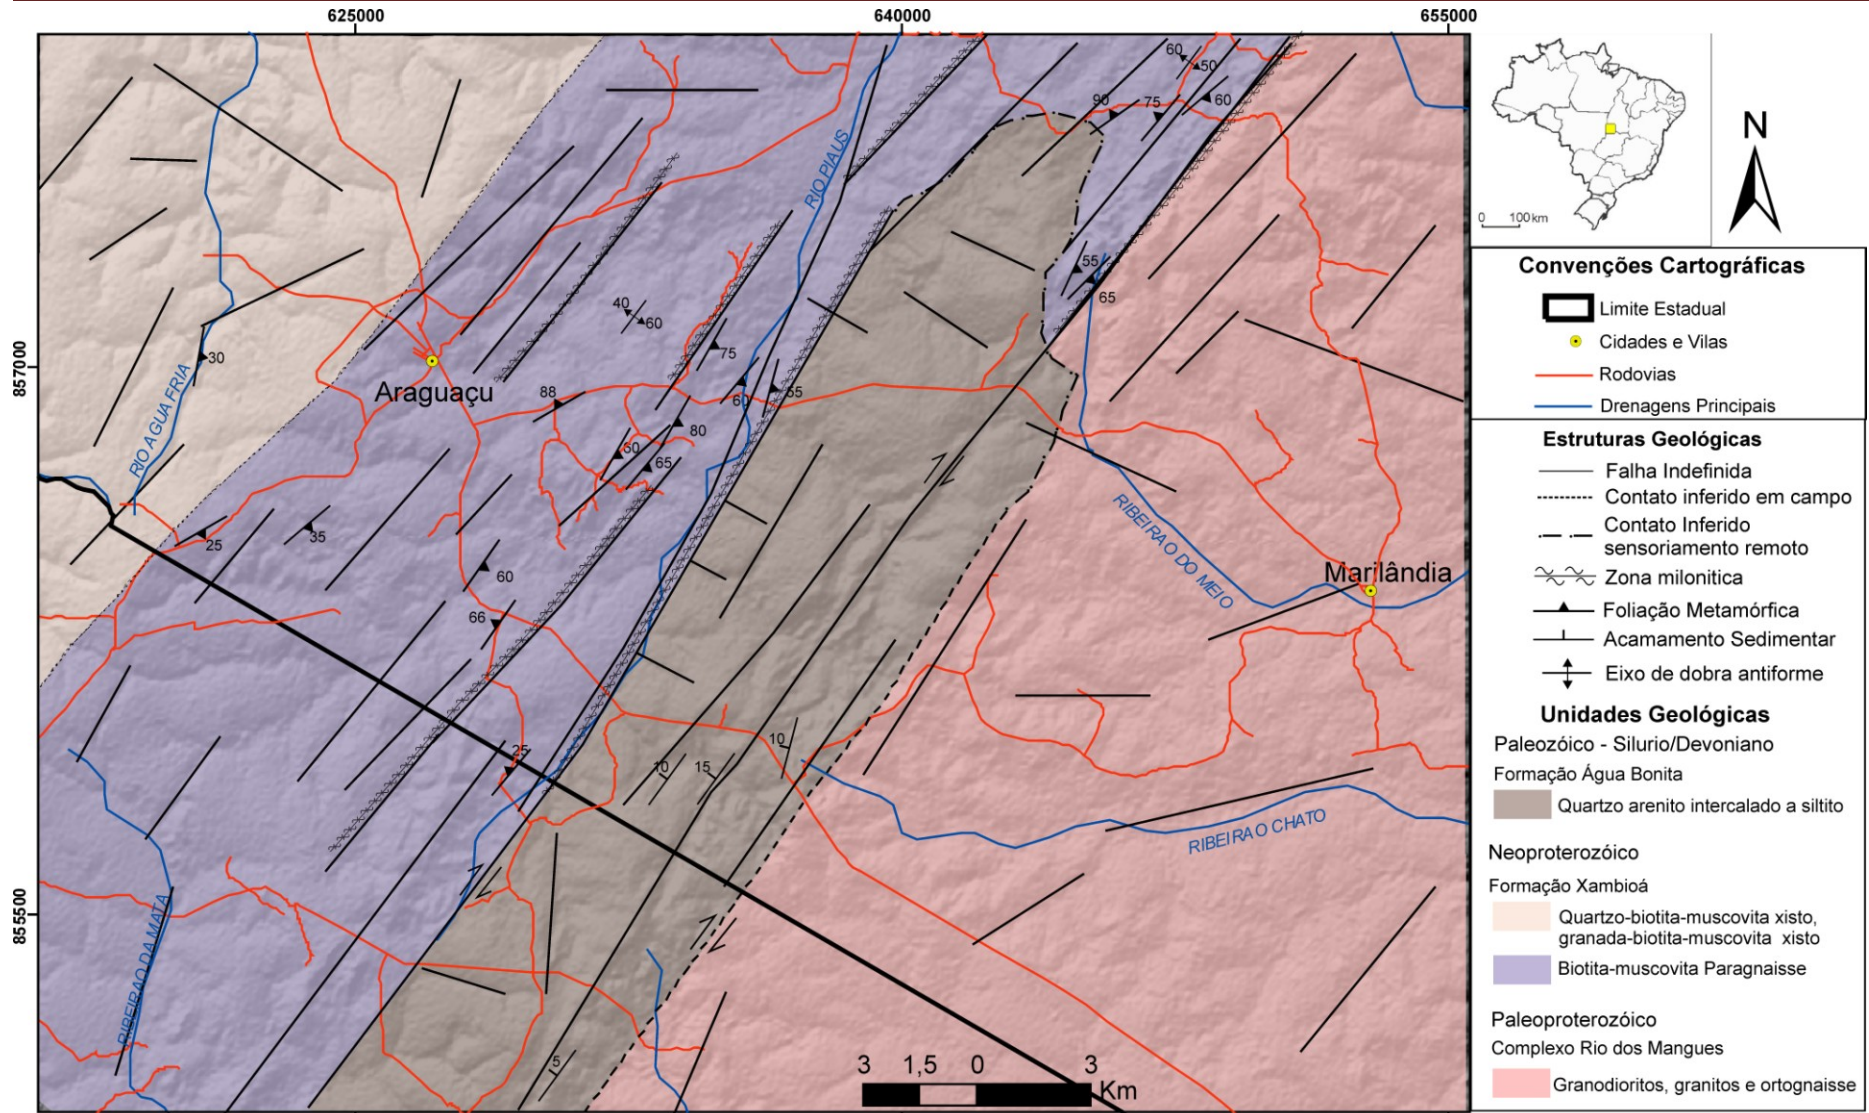 625000
640000
655000
857000
855500
RIO AGUA FRIA
RIO PIAUS
RIBEIRAO DO MEIO
RIBEIRAO CHATO
RIBEIRAO DA MATA
Araguaçu
Marilândia
60
50
90
75
60
55
65
40
60
30
75
88
60
55
80
60
65
25
35
60
66
25
10
15
10
5
3 1,5 0 3
Km
0 100km
N
Convenções Cartográficas
Limite Estadual
Cidades e Vilas
Rodovias
Drenagens Principais
Estruturas Geológicas
Falha Indefinida
Contato inferido em campo
Contato Inferido
sensoriamento remoto
Zona milonitica
Foliação Metamórfica
Acamamento Sedimentar
Eixo de dobra antiforme
Unidades Geológicas
Paleozóico - Silurio/Devoniano
Formação Água Bonita
Quartzo arenito intercalado a siltito
Neoproterozóico
Formação Xambioá
Quartzo-biotita-muscovita xisto,
granada-biotita-muscovita xisto
Biotita-muscovita Paragnaisse
Paleoproterozóico
Complexo Rio dos Mangues
Granodioritos, granitos e ortognaisse